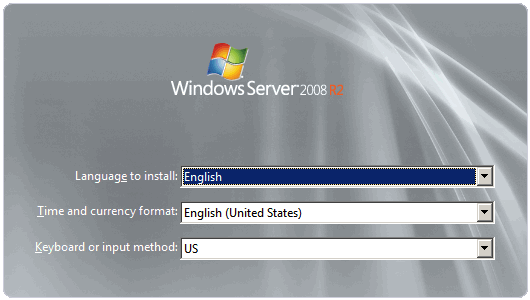 Windows Server 2008 R2
Language to install: English
Time and currency format: English (United States)
Keyboard or input method: US